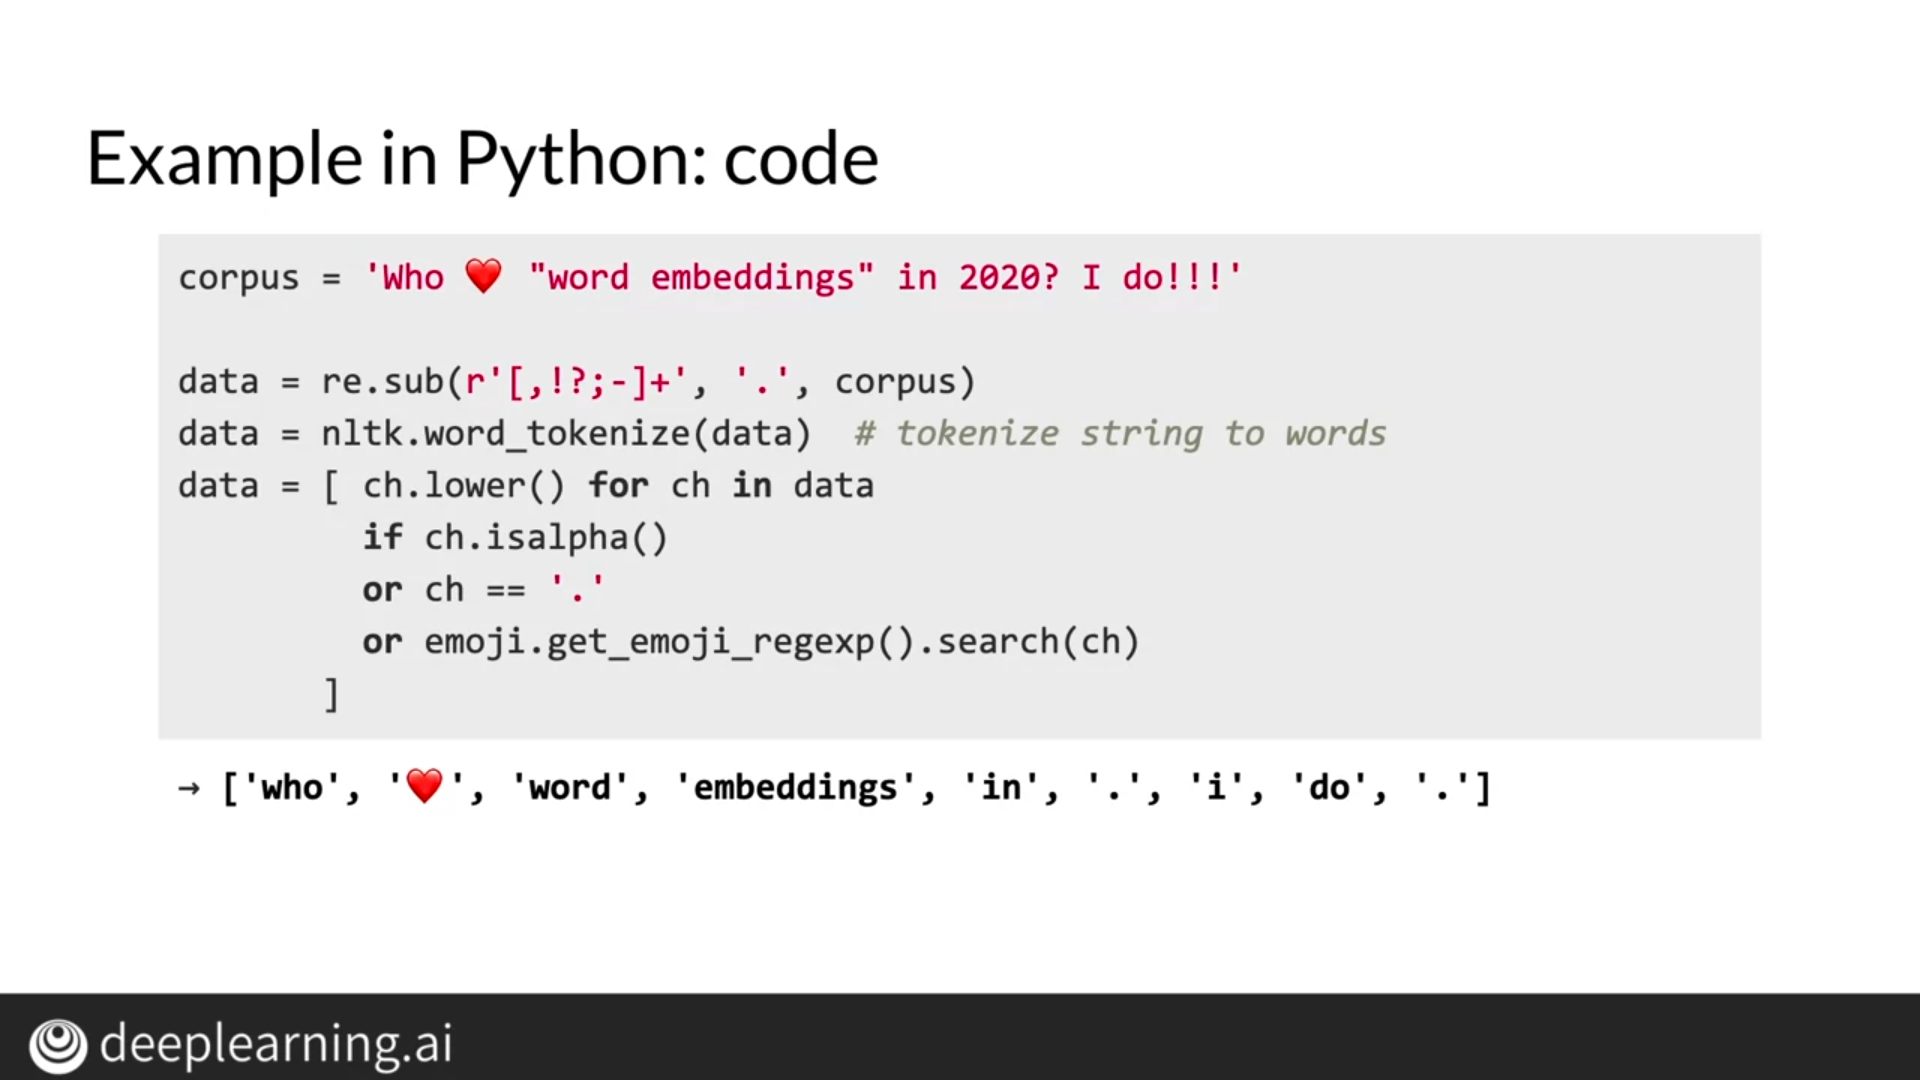 Example in Python: code
corpus = 'Who ❤️ "word embeddings" in 2020? I do!!!'
data = re.sub(r'[,!?;-]+', '.', corpus)
data = nltk.word_tokenize(data)  # tokenize string to words
data = [ ch.lower() for ch in data
if ch.isalpha()
or ch == '.'
or emoji.get_emoji_regexp().search(ch)
]
→ ['who', '❤️', 'word', 'embeddings', 'in', '.', 'i', 'do', '.']
deeplearning.ai